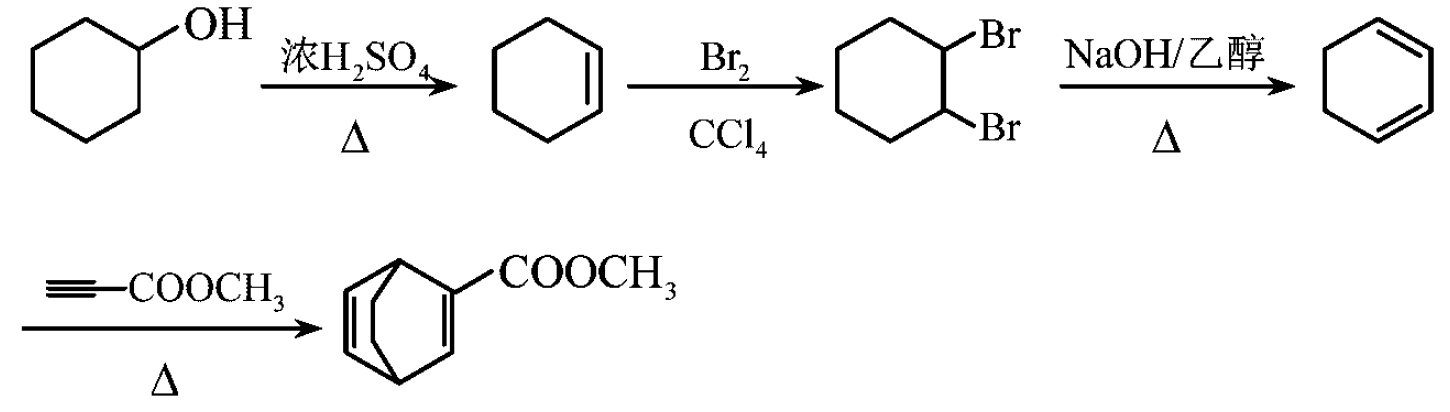 OH
浓H₂SO₄
Δ
Br₂
CCl₄
Br
Br
NaOH/乙醇
Δ
COOCH₃
Δ
COOCH₃